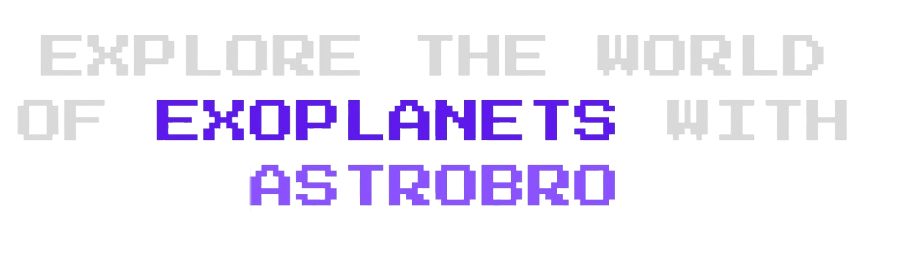 EXPLORE THE WORLD
OF EXOPLANETS WITH
ASTROBRO